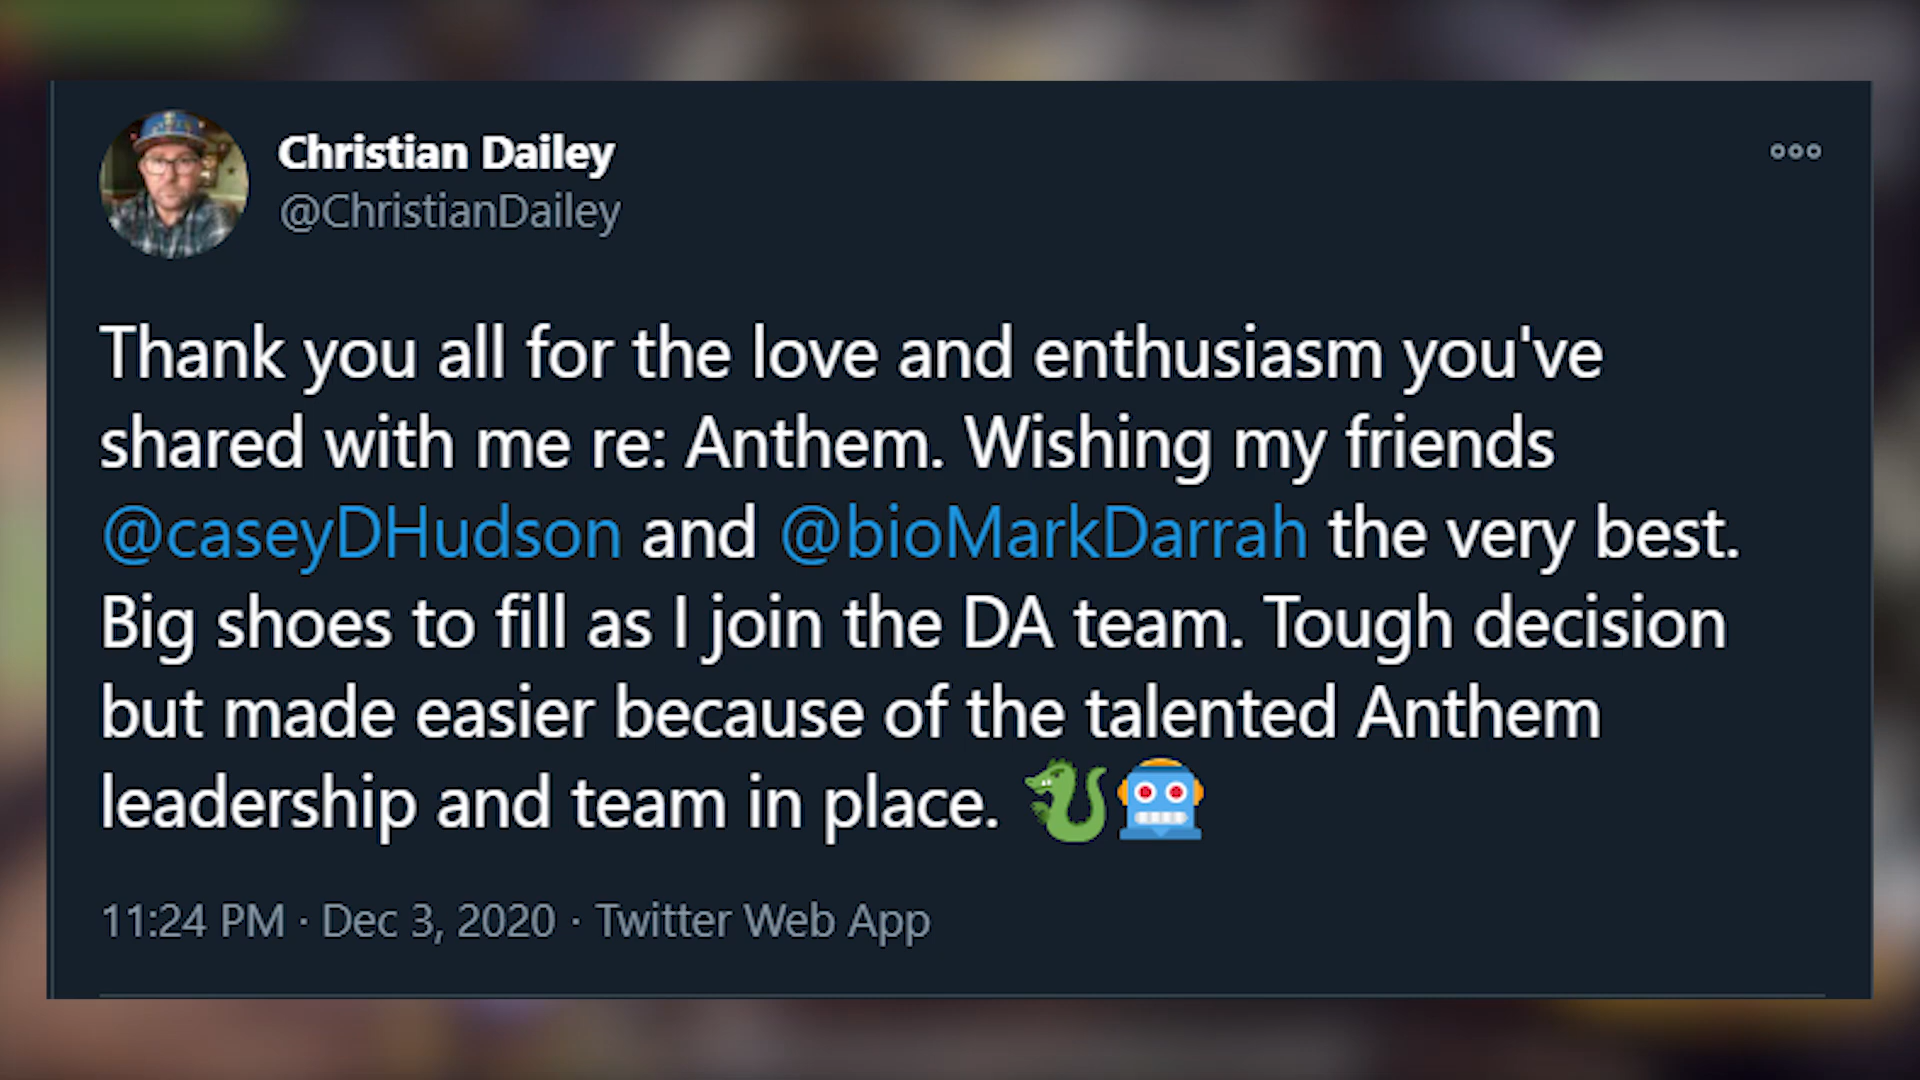 Christian Dailey
@ChristianDailey
Thank you all for the love and enthusiasm you've
shared with me re: Anthem. Wishing my friends
@caseyDHudson and @bioMarkDarrah the very best.
Big shoes to fill as I join the DA team. Tough decision
but made easier because of the talented Anthem
leadership and team in place. 🐉🤖
11:24 PM · Dec 3, 2020 · Twitter Web App